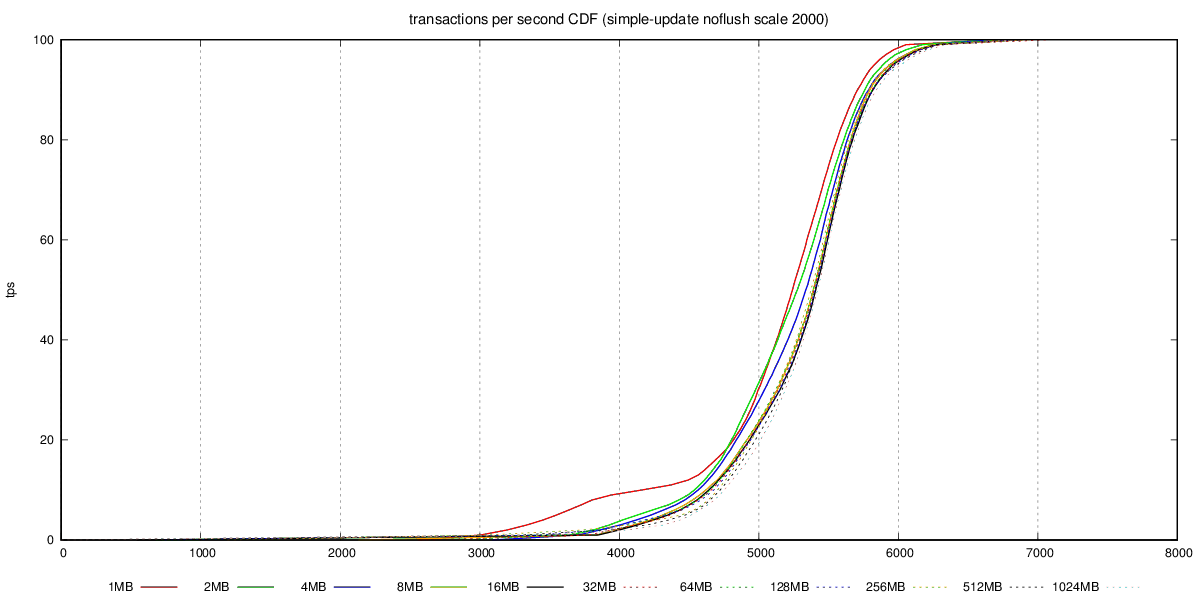 transactions per second CDF (simple-update noflush scale 2000)
100
80
60
40
20
0
tps
0 1000 2000 3000 4000 5000 6000 7000 8000
1MB 2MB 4MB 8MB 16MB 32MB 64MB 128MB 256MB 512MB 1024MB